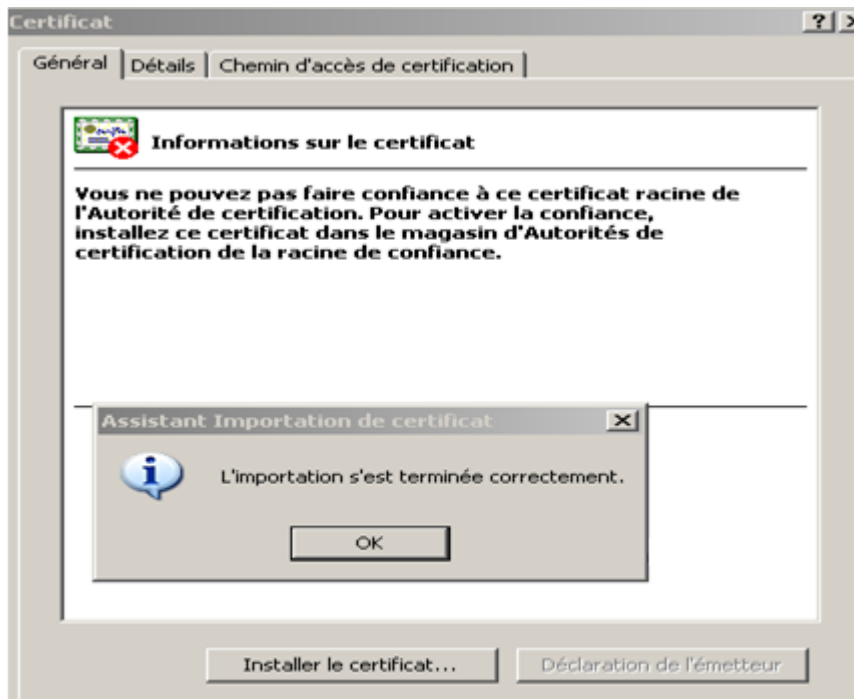 Certificat
Général
Détails
Chemin d'accès de certification
Informations sur le certificat
Vous ne pouvez pas faire confiance à ce certificat racine de
l'Autorité de certification. Pour activer la confiance,
installez ce certificat dans le magasin d'Autorités de
certification de la racine de confiance.
Assistant Importation de certificat
L'importation s'est terminée correctement.
OK
Installer le certificat...
Déclaration de l'émetteur